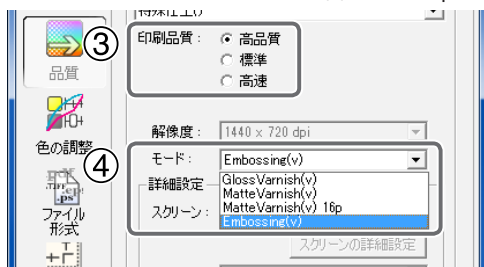 特殊仕上げ
③
印刷品質：
高品質
標準
高速
品質
解像度：
1440 x 720 dpi
色の調整
④
モード：
Embossing(v)
詳細設定
GlossVarnish(v)
MatteVarnish(v)
MatteVarnish(v) 16p
Embossing(v)
スクリーン：
ファイル
形式
スクリーンの詳細設定